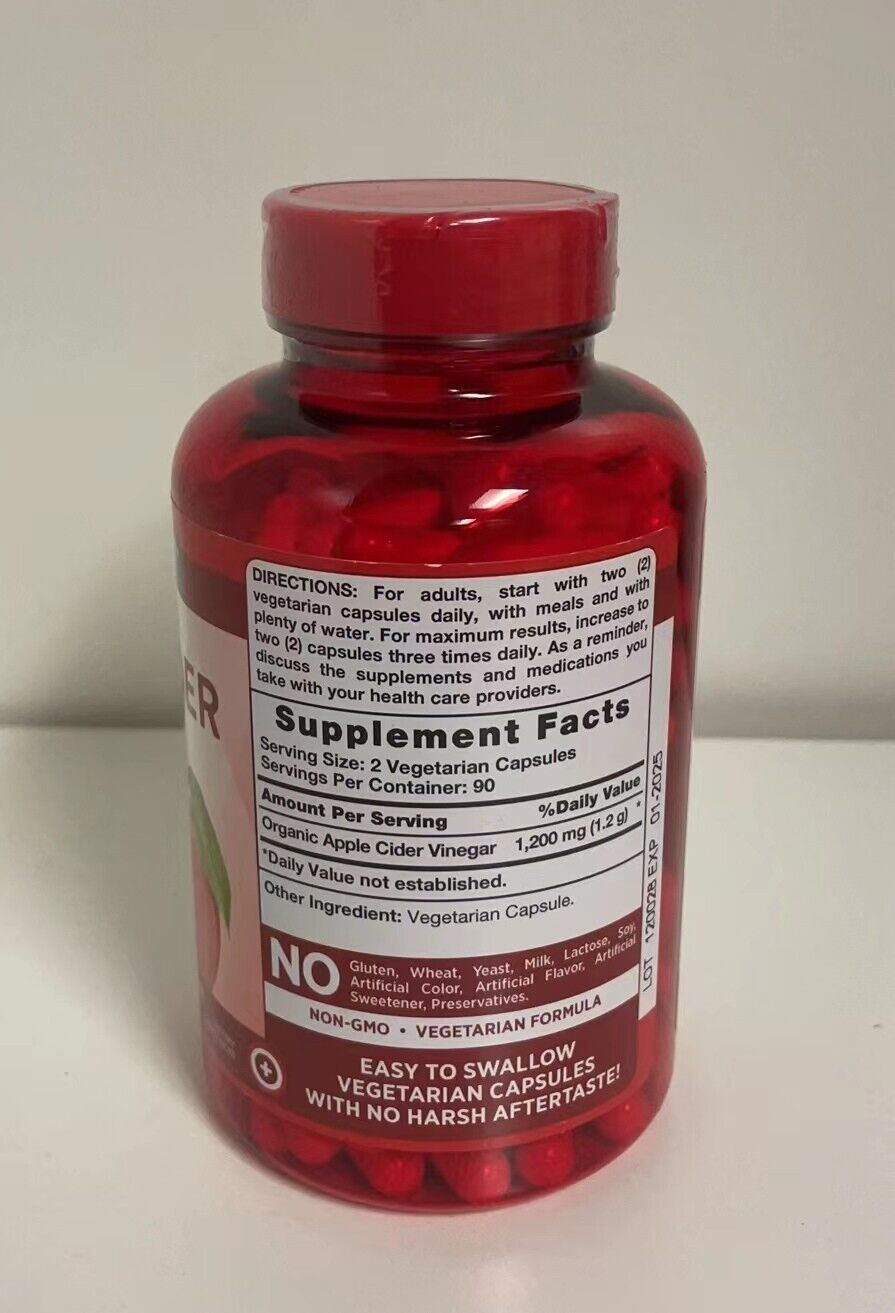 DIRECTIONS: For adults, start with two (2)
vegetarian capsules daily, with meals and with
plenty of water. For maximum results, increase to
two (2) capsules three times daily. As a reminder,
discuss the supplements and medications you
take with your health care providers.
Supplement Facts
Serving Size: 2 Vegetarian Capsules
Servings Per Container: 90
Amount Per Serving %Daily Value
Organic Apple Cider Vinegar 1,200 mg (1.2 g) *
*Daily Value not established.
Other Ingredient: Vegetarian Capsule.
NO
Gluten, Wheat, Yeast, Milk, Lactose, Soy,
Artificial Color, Artificial Flavor, Artificial
Sweetener, Preservatives.
NON-GMO • VEGETARIAN FORMULA
EASY TO SWALLOW
VEGETARIAN CAPSULES
WITH NO HARSH AFTERTASTE!
LOT 120028 EXP 01-2025
ER